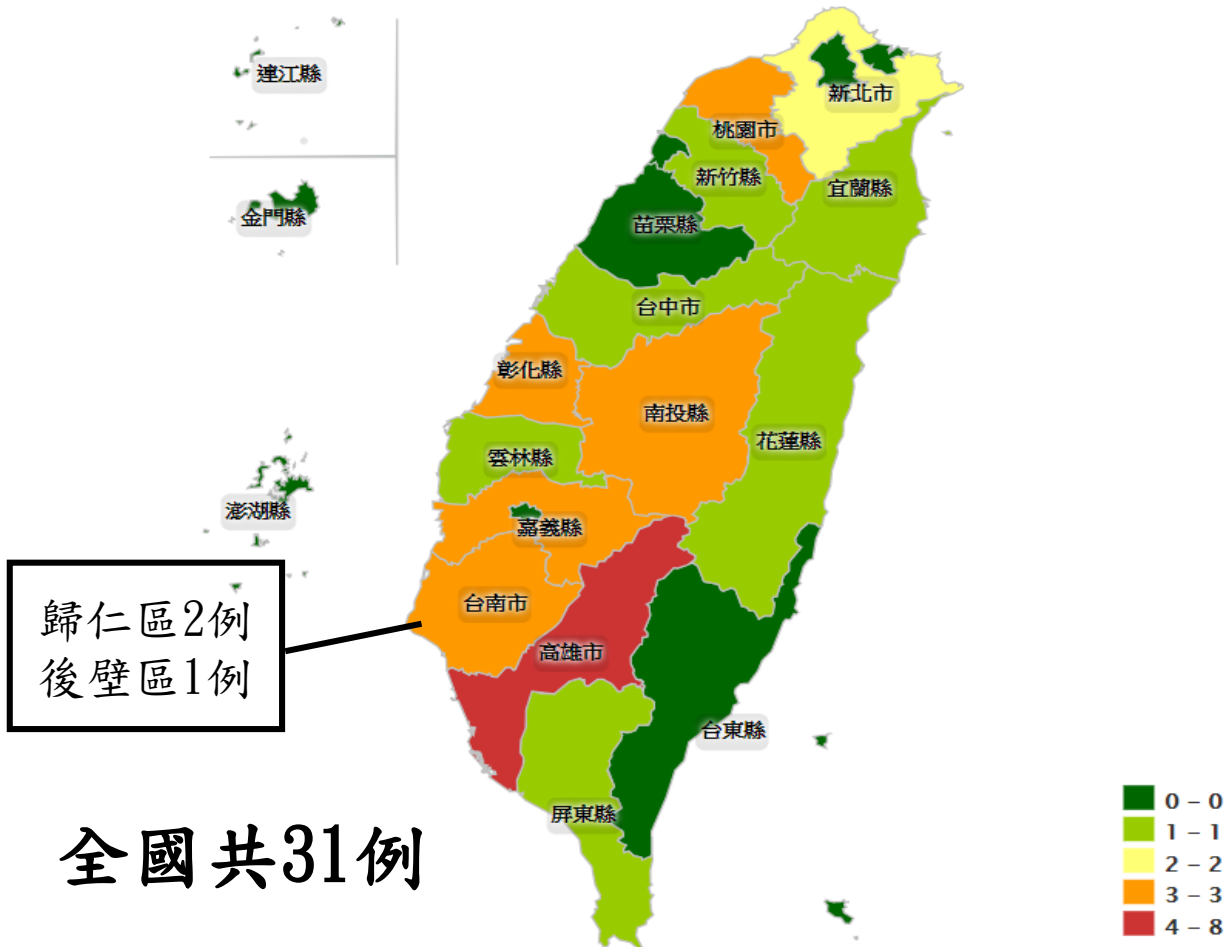 連江縣
金門縣
新北市
桃園市
新竹縣
宜蘭縣
苗栗縣
台中市
彰化縣
南投縣
花蓮縣
雲林縣
澎湖縣
嘉義縣
台南市
高雄市
台東縣
屏東縣
歸仁區2例
後壁區1例
全國共31例
0 - 0
1 - 1
2 - 2
3 - 3
4 - 8